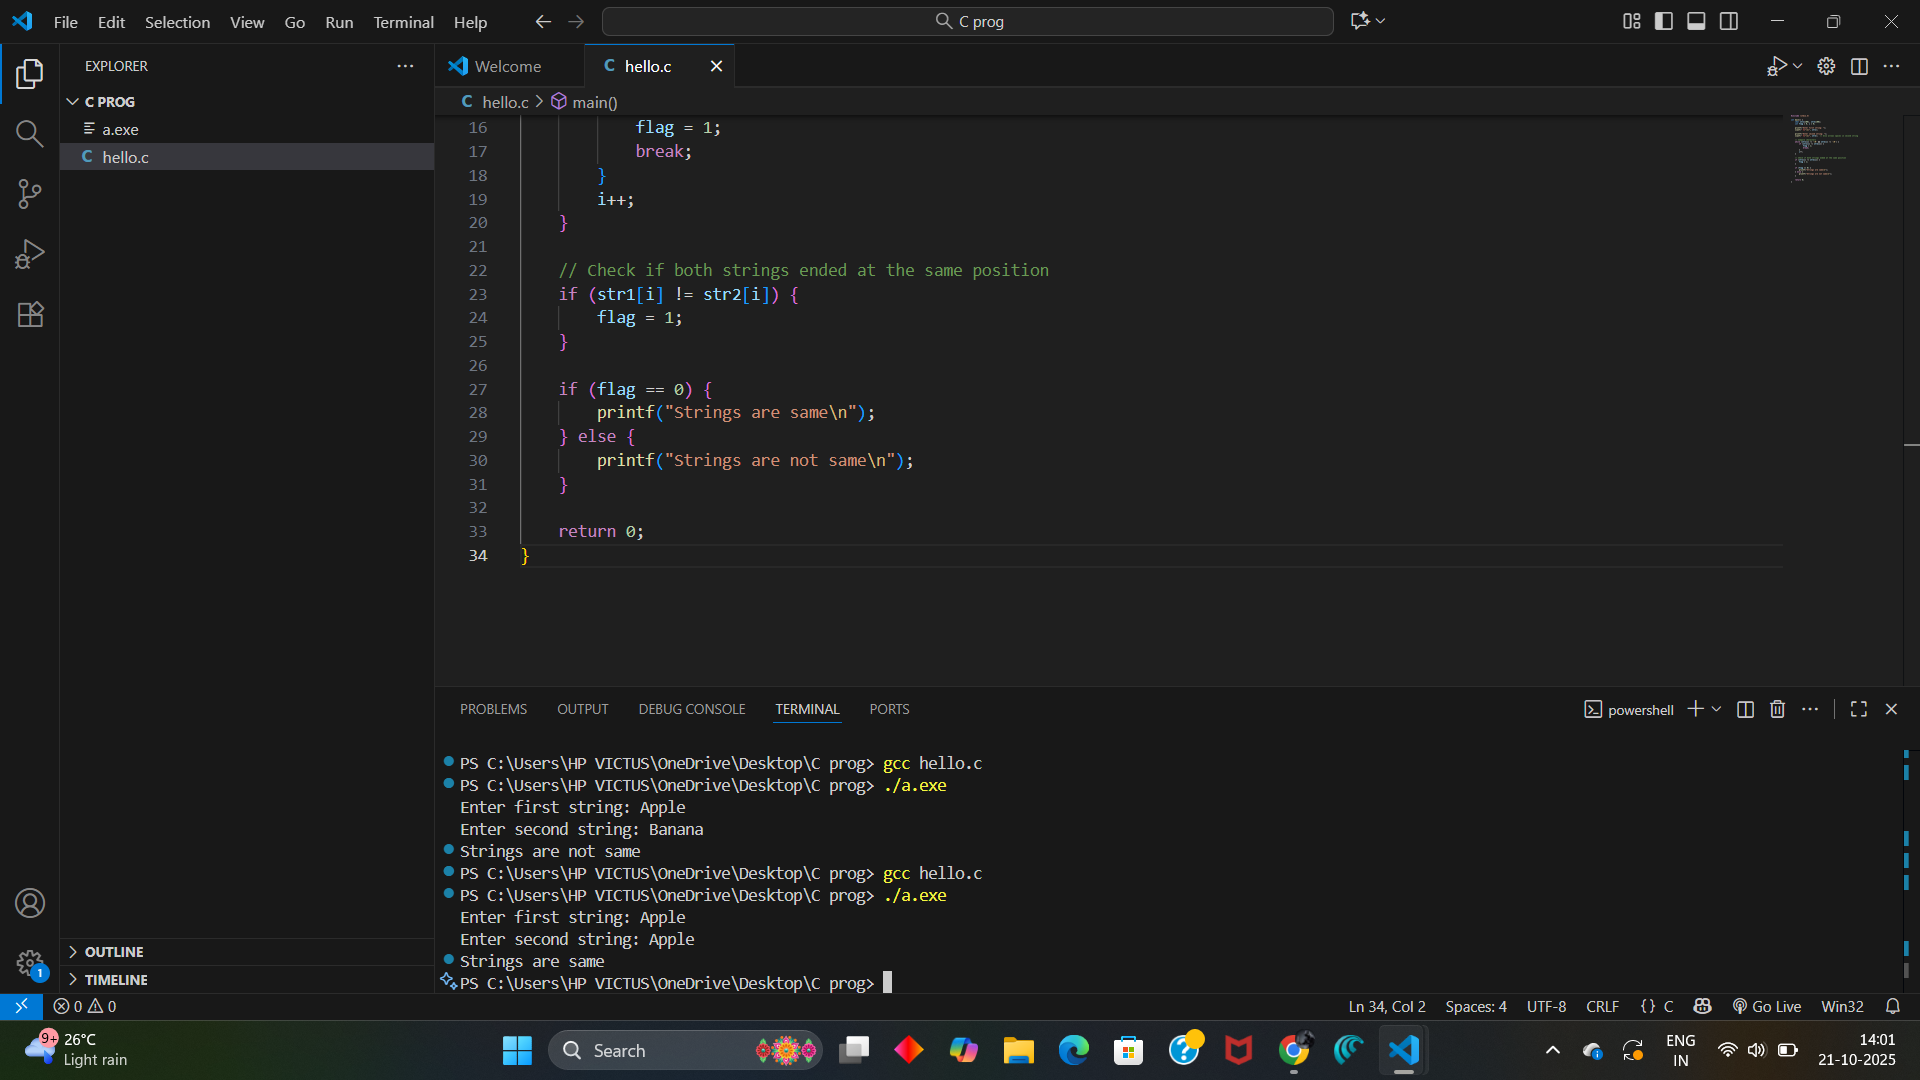 File Edit Selection View Go Run Terminal Help
C prog
EXPLORER
C PROG
a.exe
C hello.c
Welcome
C hello.c
C hello.c > main()
16 flag = 1;
17 break;
18 }
19 i++;
20 }
21
22 // Check if both strings ended at the same position
23 if (str1[i] != str2[i]) {
24 flag = 1;
25 }
26
27 if (flag == 0) {
28 printf("Strings are same\n");
29 } else {
30 printf("Strings are not same\n");
31 }
32
33 return 0;
34 }
PROBLEMS OUTPUT DEBUG CONSOLE TERMINAL PORTS
powershell
PS C:\Users\HP VICTUS\OneDrive\Desktop\C prog> gcc hello.c
PS C:\Users\HP VICTUS\OneDrive\Desktop\C prog> ./a.exe
Enter first string: Apple
Enter second string: Banana
Strings are not same
PS C:\Users\HP VICTUS\OneDrive\Desktop\C prog> gcc hello.c
PS C:\Users\HP VICTUS\OneDrive\Desktop\C prog> ./a.exe
Enter first string: Apple
Enter second string: Apple
Strings are same
PS C:\Users\HP VICTUS\OneDrive\Desktop\C prog>
OUTLINE
TIMELINE
1
0 0
Ln 34, Col 2 Spaces: 4 UTF-8 CRLF {} C Go Live Win32
9+
26°C
Light rain
Search
ENG
IN
14:01
21-10-2025